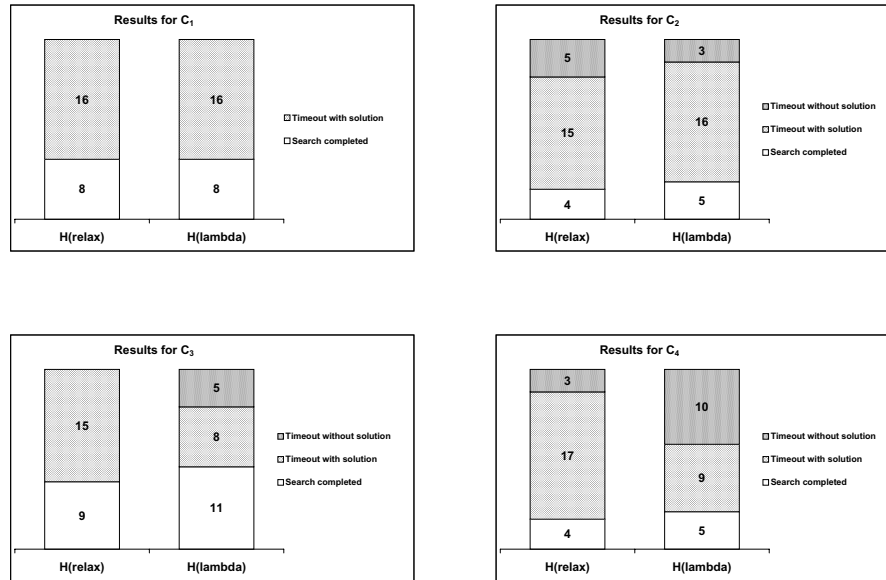 Results for C₁
16
16
8
8
H(relax)
H(lambda)
Timeout with solution
Search completed
Results for C₂
5
3
15
16
4
5
H(relax)
H(lambda)
Timeout without solution
Timeout with solution
Search completed
Results for C₃
15
5
8
9
11
H(relax)
H(lambda)
Timeout without solution
Timeout with solution
Search completed
Results for C₄
3
10
17
9
4
5
H(relax)
H(lambda)
Timeout without solution
Timeout with solution
Search completed